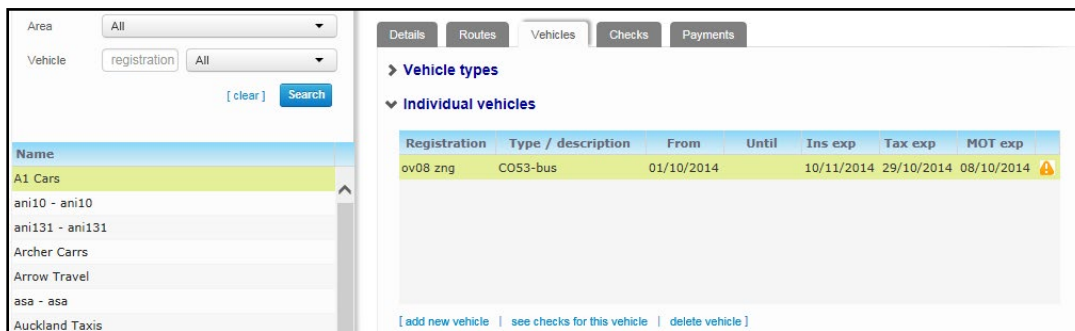 Area All
Vehicle registration All
[ clear ] Search
Name
A1 Cars
ani10 - ani10
ani131 - ani131
Archer Carrs
Arrow Travel
asa - asa
Auckland Taxis
Details Routes Vehicles Checks Payments
Vehicle types
Individual vehicles
Registration Type / description From Until Ins exp Tax exp MOT exp
ov08 zng CO53-bus 01/10/2014 10/11/2014 29/10/2014 08/10/2014
[ add new vehicle | see checks for this vehicle | delete vehicle ]